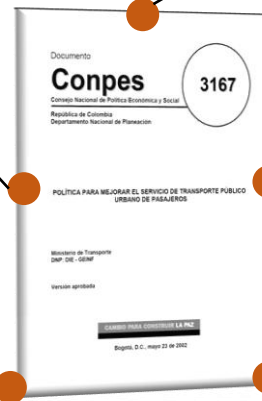 Documento
Conpes
3167
Consejo Nacional de Política Económica y Social
República de Colombia
Departamento Nacional de Planeación
POLÍTICA PARA MEJORAR EL SERVICIO DE TRANSPORTE PÚBLICO
URBANO DE PASAJEROS
Ministerio de Transporte
DNP: DIE - GEINF
Versión aprobada
CAMBIO PARA CONSTRUIR LA PAZ
Bogotá, D.C., mayo 23 de 2002